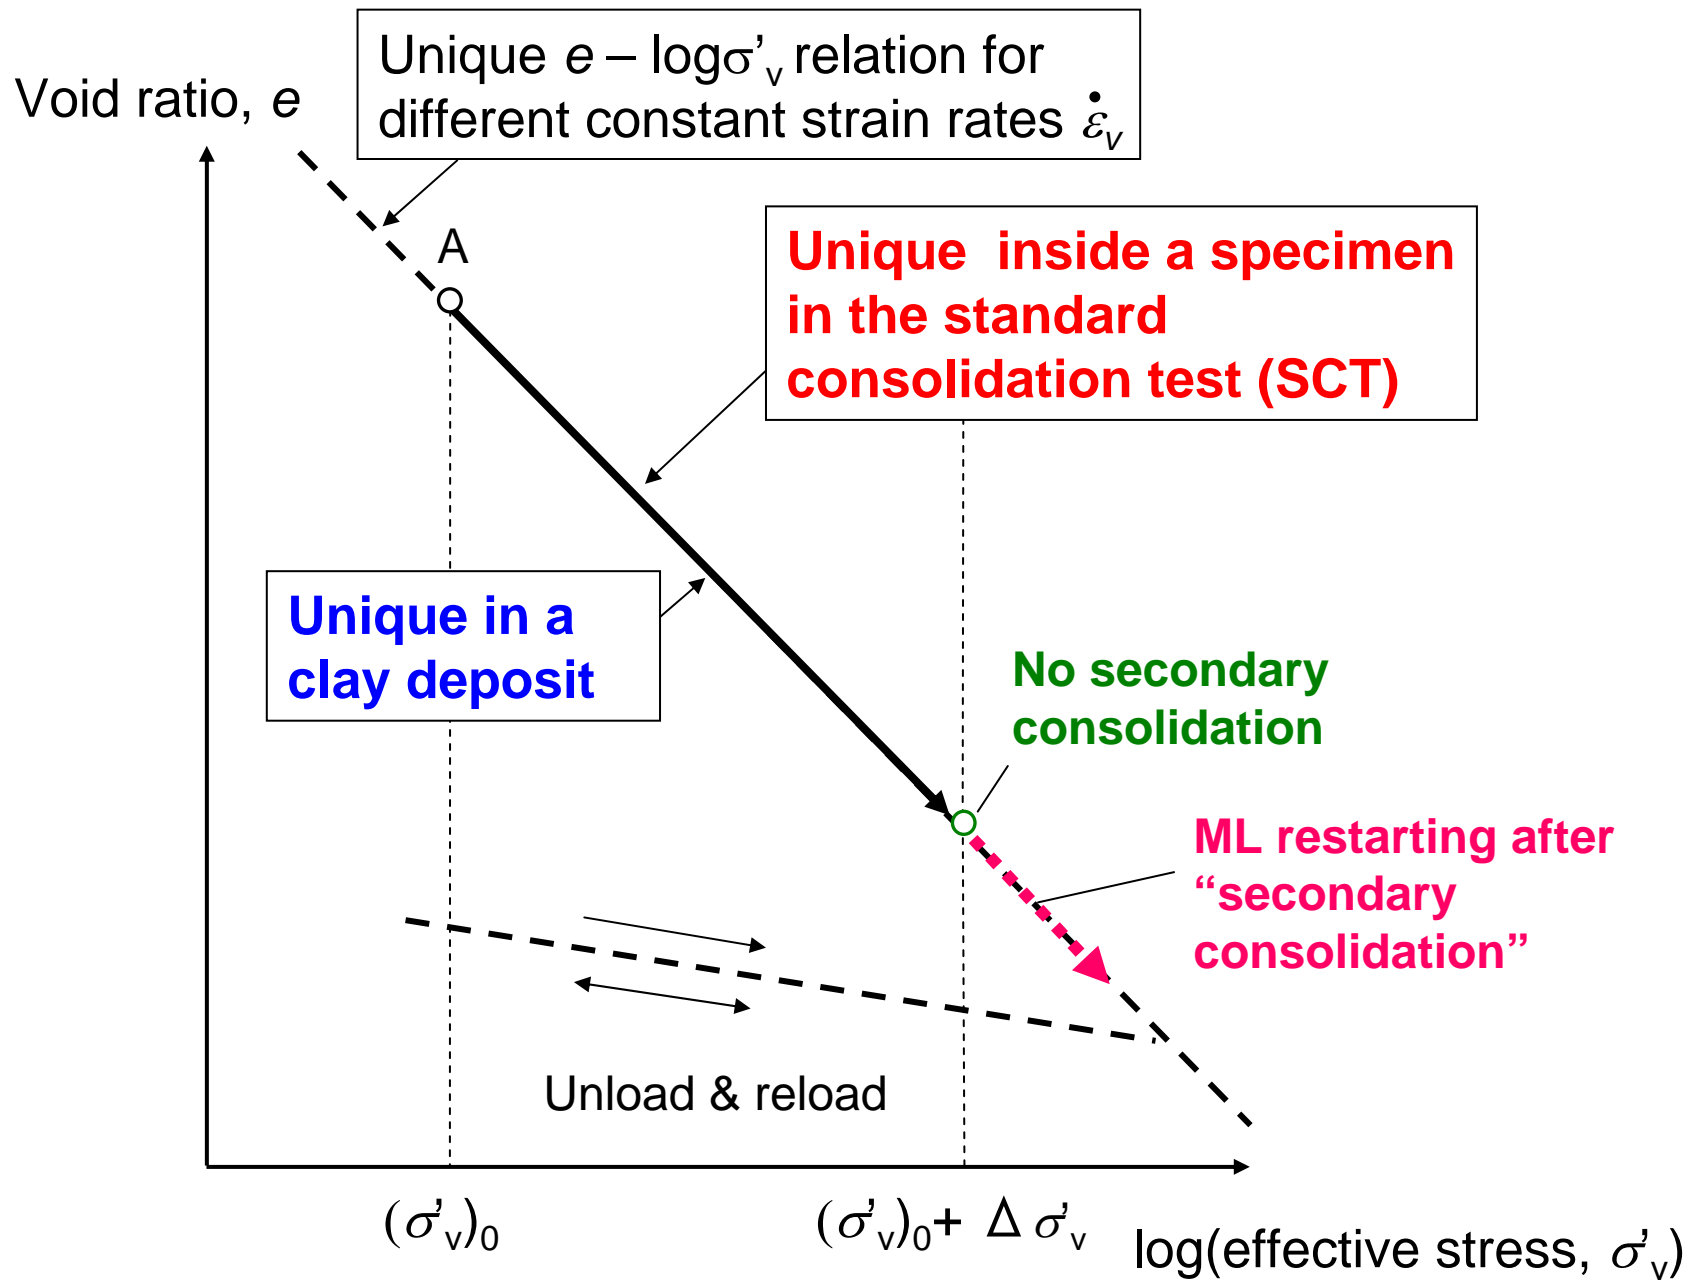 Unique e – logσ’v relation for
different constant strain rates ε̇v
Void ratio, e
A
Unique inside a specimen
in the standard
consolidation test (SCT)
Unique in a
clay deposit
No secondary
consolidation
ML restarting after
“secondary
consolidation”
Unload & reload
(σ’v)0
(σ’v)0+ Δ σ’v
log(effective stress, σ’v)